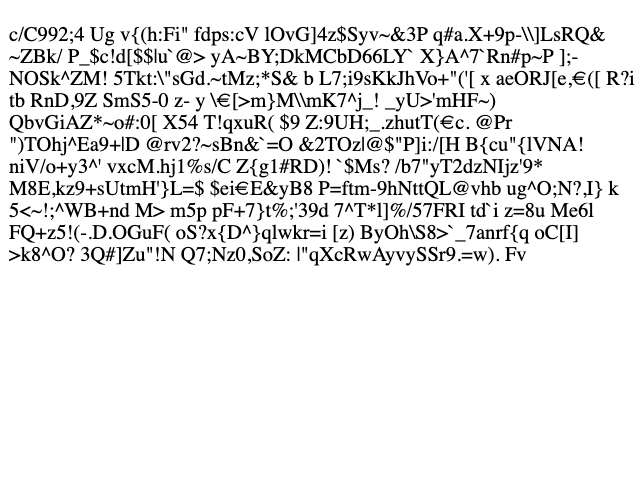 c/C992;4 Ug v{(h:Fi" fdps:cV lOvG]4z$Syv~&3P q#a.X+9p-\\]LsRQ&
~ZBk/ P_$c!d[$$|u`@> yA~BY;DkMCbD66LY` X}A^7`Rn#p~P ];-
NOSk^ZM! 5Tkt:\"sGd.~tMz;*S& b L7;i9sKkJhVo+"('[ x aeORJ[e,€([ R?i
tb RnD,9Z SmS5-0 z- y \€[>m}M\\mK7^j_! _yU>'mHF~)
QbvGiAZ*~o#:0[ X54 T!qxuR( $9 Z:9UH;_.zhutT(€c. @Pr
")TOhj^Ea9+|D @rv2?~sBn&`=O &2TOz|@$"P]i:/[H B{cu"{lVNA!
niV/o+y3^' vxcM.hj1%s/C Z{g1#RD)! `$Ms? /b7"yT2dzNIjz'9*
M8E,kz9+sUtmH'}L=$ $ei€E&yB8 P=ftm-9hNttQL@vhb ug^O;N?,I} k
5<~!;^WB+nd M> m5p pF+7}t%;'39d 7^T*l]%/57FRI td`i z=8u Me6l
FQ+z5!(-.D.OGuF( oS?x{D^}qlwkr=i [z) ByOh\S8>`_7anrf{q oC[I]
>k8^O? 3Q#]Zu"!N Q7;Nz0,SoZ: |"qXcRwAyvySSr9.=w). Fv